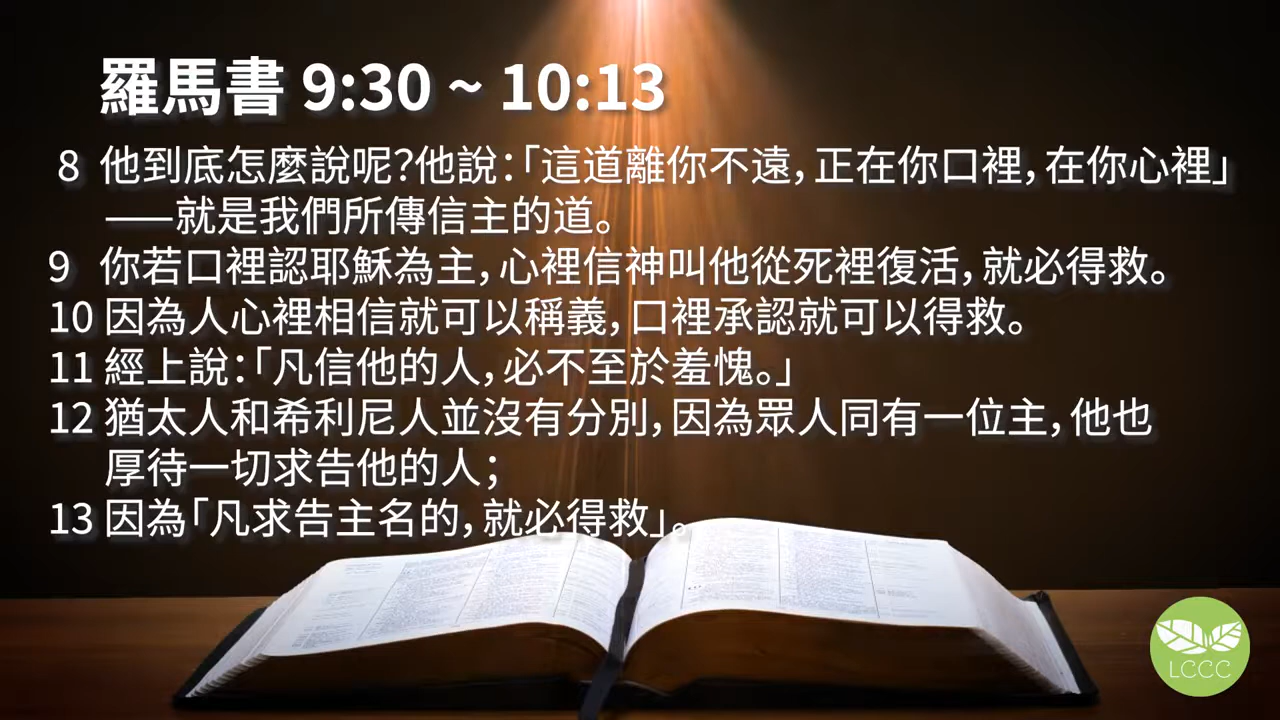 羅馬書 9:30 ~ 10:13
8 他到底怎麼說呢?他說:「這道離你不遠,正在你口裡,在你心裡」
——就是我們所傳信主的道。
9 你若口裡認耶穌為主,心裡信神叫他從死裡復活,就必得救。
10 因為人心裡相信就可以稱義,口裡承認就可以得救。
11 經上說:「凡信他的人,必不至於羞愧。」
12 猶太人和希利尼人並沒有分別,因為眾人同有一位主,他也
厚待一切求告他的人;
13 因為「凡求告主名的,就必得救」。
LCCC